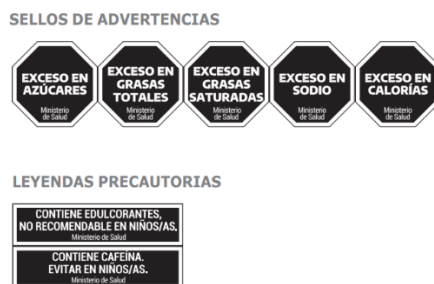 SELLOS DE ADVERTENCIAS
EXCESO EN
AZÚCARES
Ministerio
de Salud
EXCESO EN
GRASAS
TOTALES
Ministerio
de Salud
EXCESO EN
GRASAS
SATURADAS
Ministerio
de Salud
EXCESO EN
SODIO
Ministerio
de Salud
EXCESO EN
CALORÍAS
Ministerio
de Salud
LEYENDAS PRECAUTORIAS
CONTIENE EDULCORANTES,
NO RECOMENDABLE EN NIÑOS/AS.
Ministerio de Salud
CONTIENE CAFEÍNA.
EVITAR EN NIÑOS/AS.
Ministerio de Salud